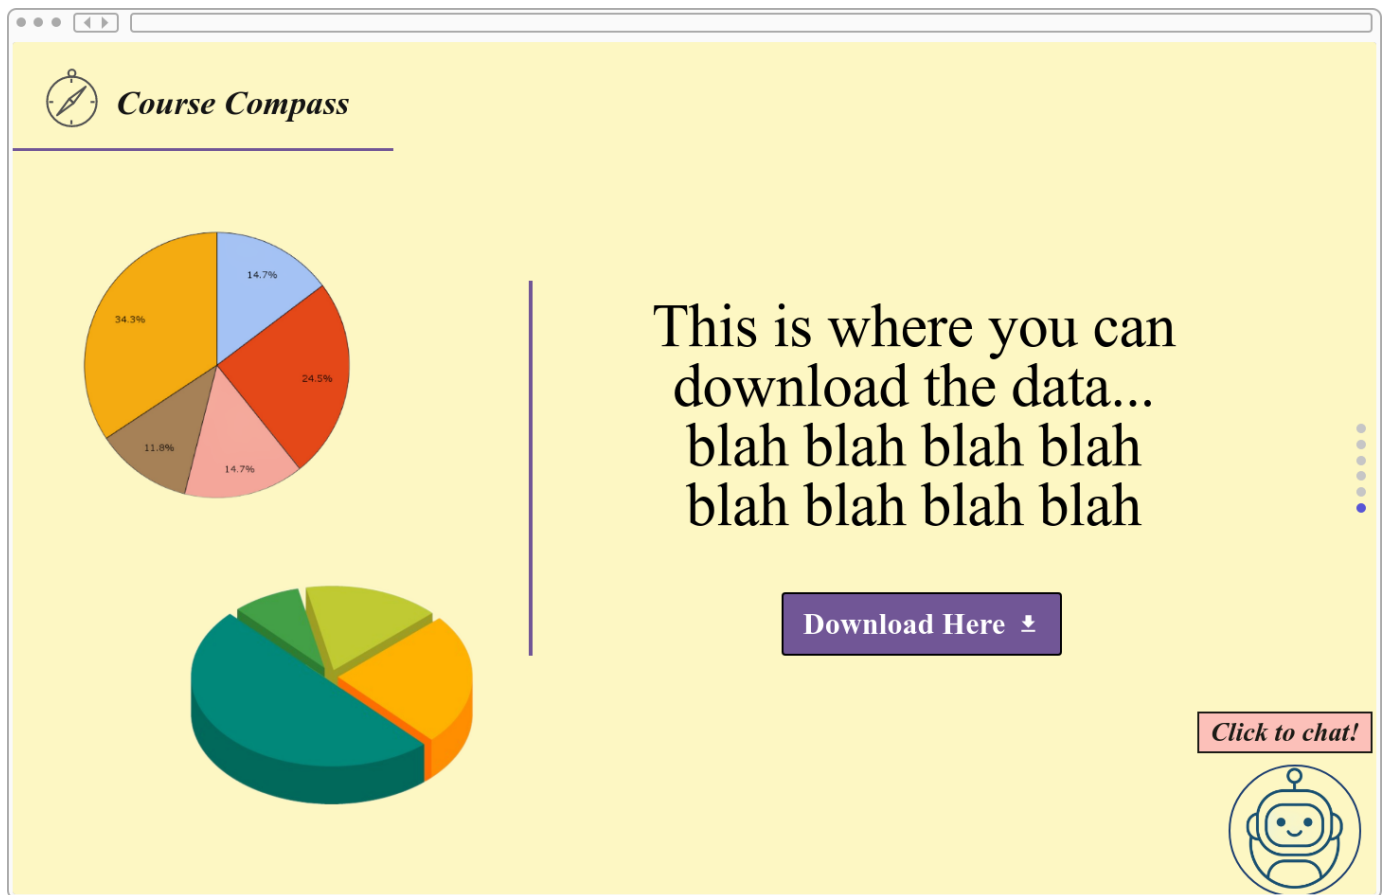 Course Compass
14.7%
34.3%
24.5%
11.8%
14.7%
This is where you can
download the data...
blah blah blah blah
blah blah blah blah
Download Here
Click to chat!